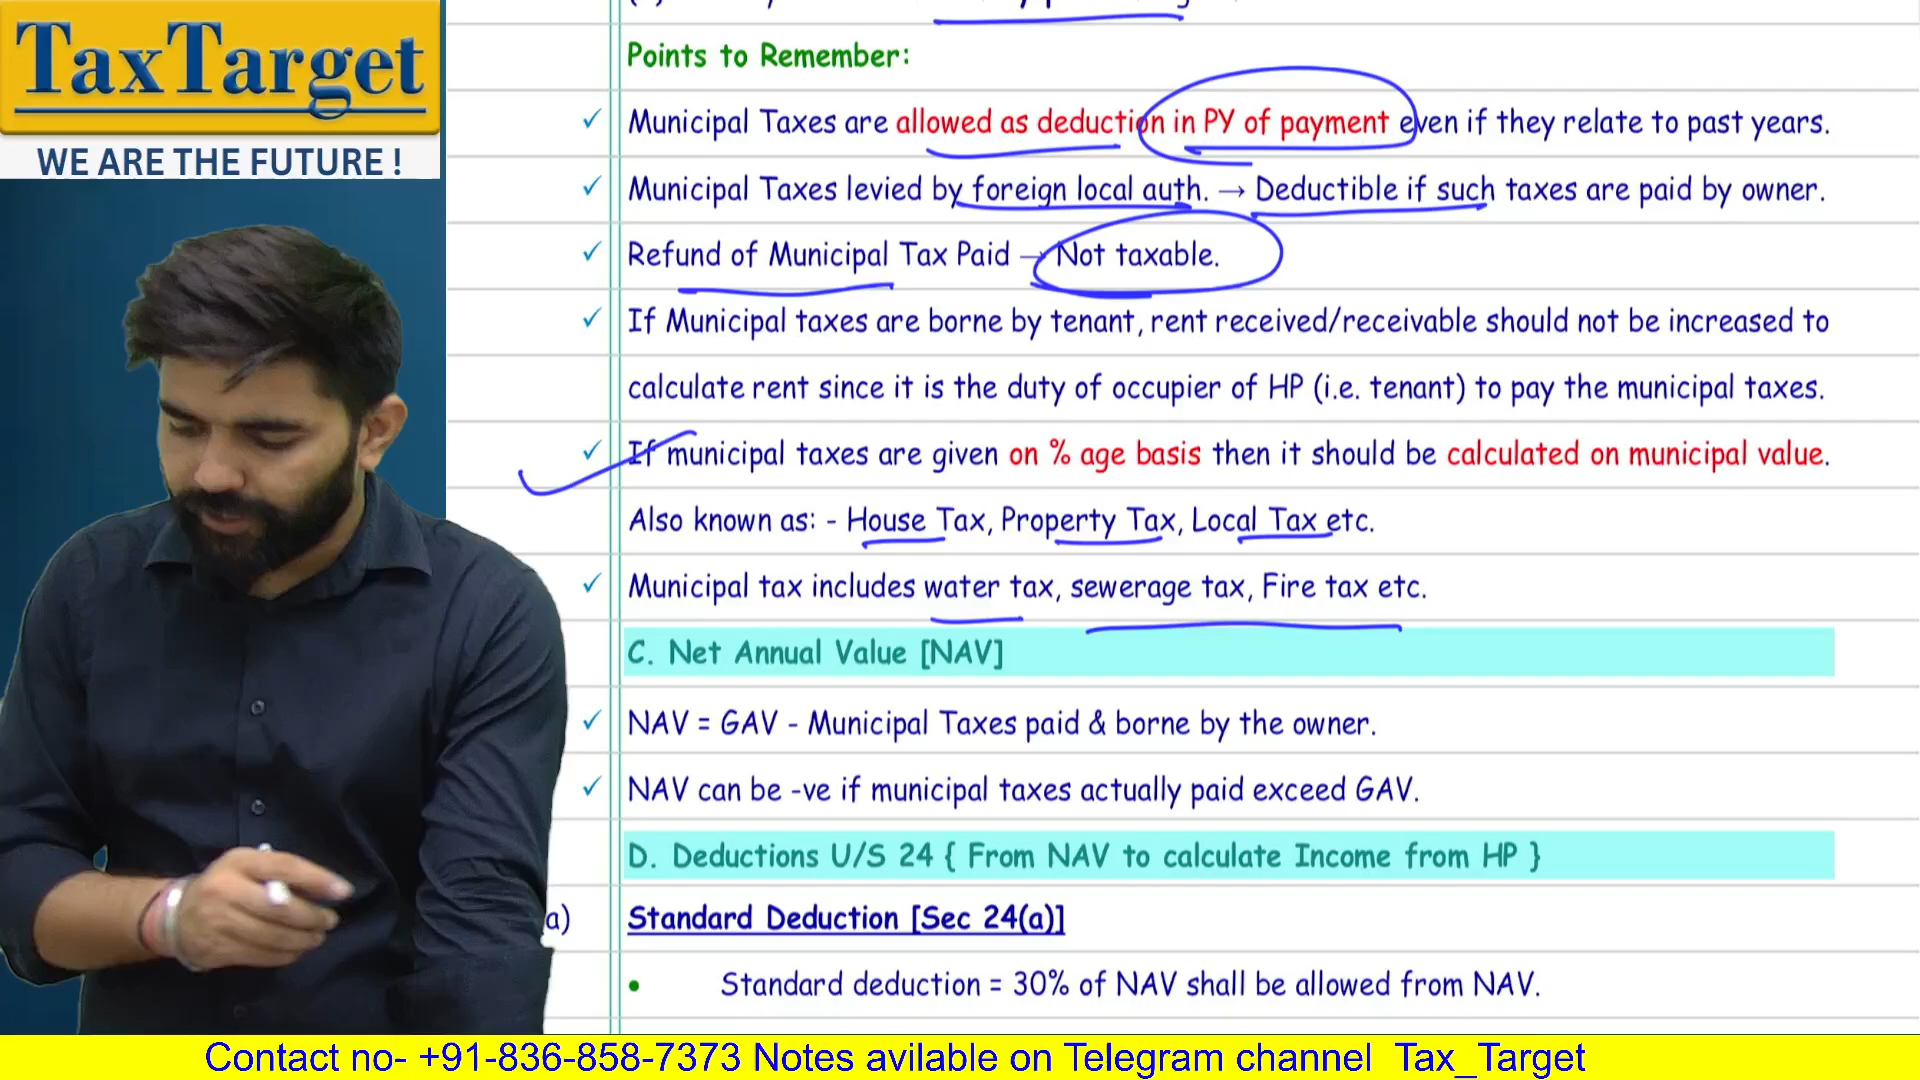 TaxTarget
WE ARE THE FUTURE !
Points to Remember:
✓ Municipal Taxes are allowed as deduction in PY of payment even if they relate to past years.
✓ Municipal Taxes levied by foreign local auth. → Deductible if such taxes are paid by owner.
✓ Refund of Municipal Tax Paid → Not taxable.
✓ If Municipal taxes are borne by tenant, rent received/receivable should not be increased to
calculate rent since it is the duty of occupier of HP (i.e. tenant) to pay the municipal taxes.
✓ If municipal taxes are given on % age basis then it should be calculated on municipal value.
Also known as: - House Tax, Property Tax, Local Tax etc.
✓ Municipal tax includes water tax, sewerage tax, Fire tax etc.
C. Net Annual Value [NAV]
✓ NAV = GAV - Municipal Taxes paid & borne by the owner.
✓ NAV can be -ve if municipal taxes actually paid exceed GAV.
D. Deductions U/S 24 { From NAV to calculate Income from HP }
a) Standard Deduction [Sec 24(a)]
• Standard deduction = 30% of NAV shall be allowed from NAV.
Contact no- +91-836-858-7373 Notes avilable on Telegram channel Tax_Target